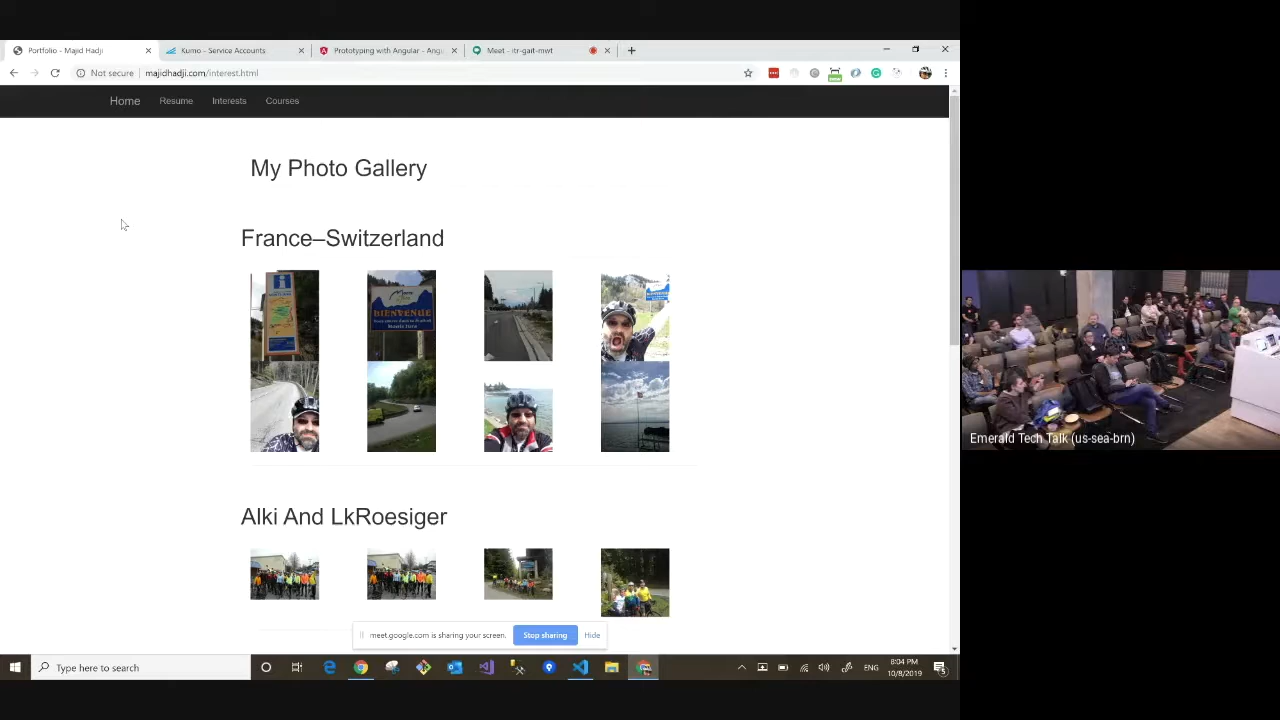 Portfolio - Majid Hadji
Kumo - Service Accounts
Prototyping with Angular - Angu
Meet - itr-gait-mwt
Not secure
majidhadji.com/interest.html
Home
Resume
Interests
Courses
My Photo Gallery
France–Switzerland
BIENVENUE
Alki And LkRoesiger
meet.google.com is sharing your screen.
Stop sharing
Hide
Type here to search
ENG
8:04 PM
10/8/2019
Emerald Tech Talk (us-sea-brn)